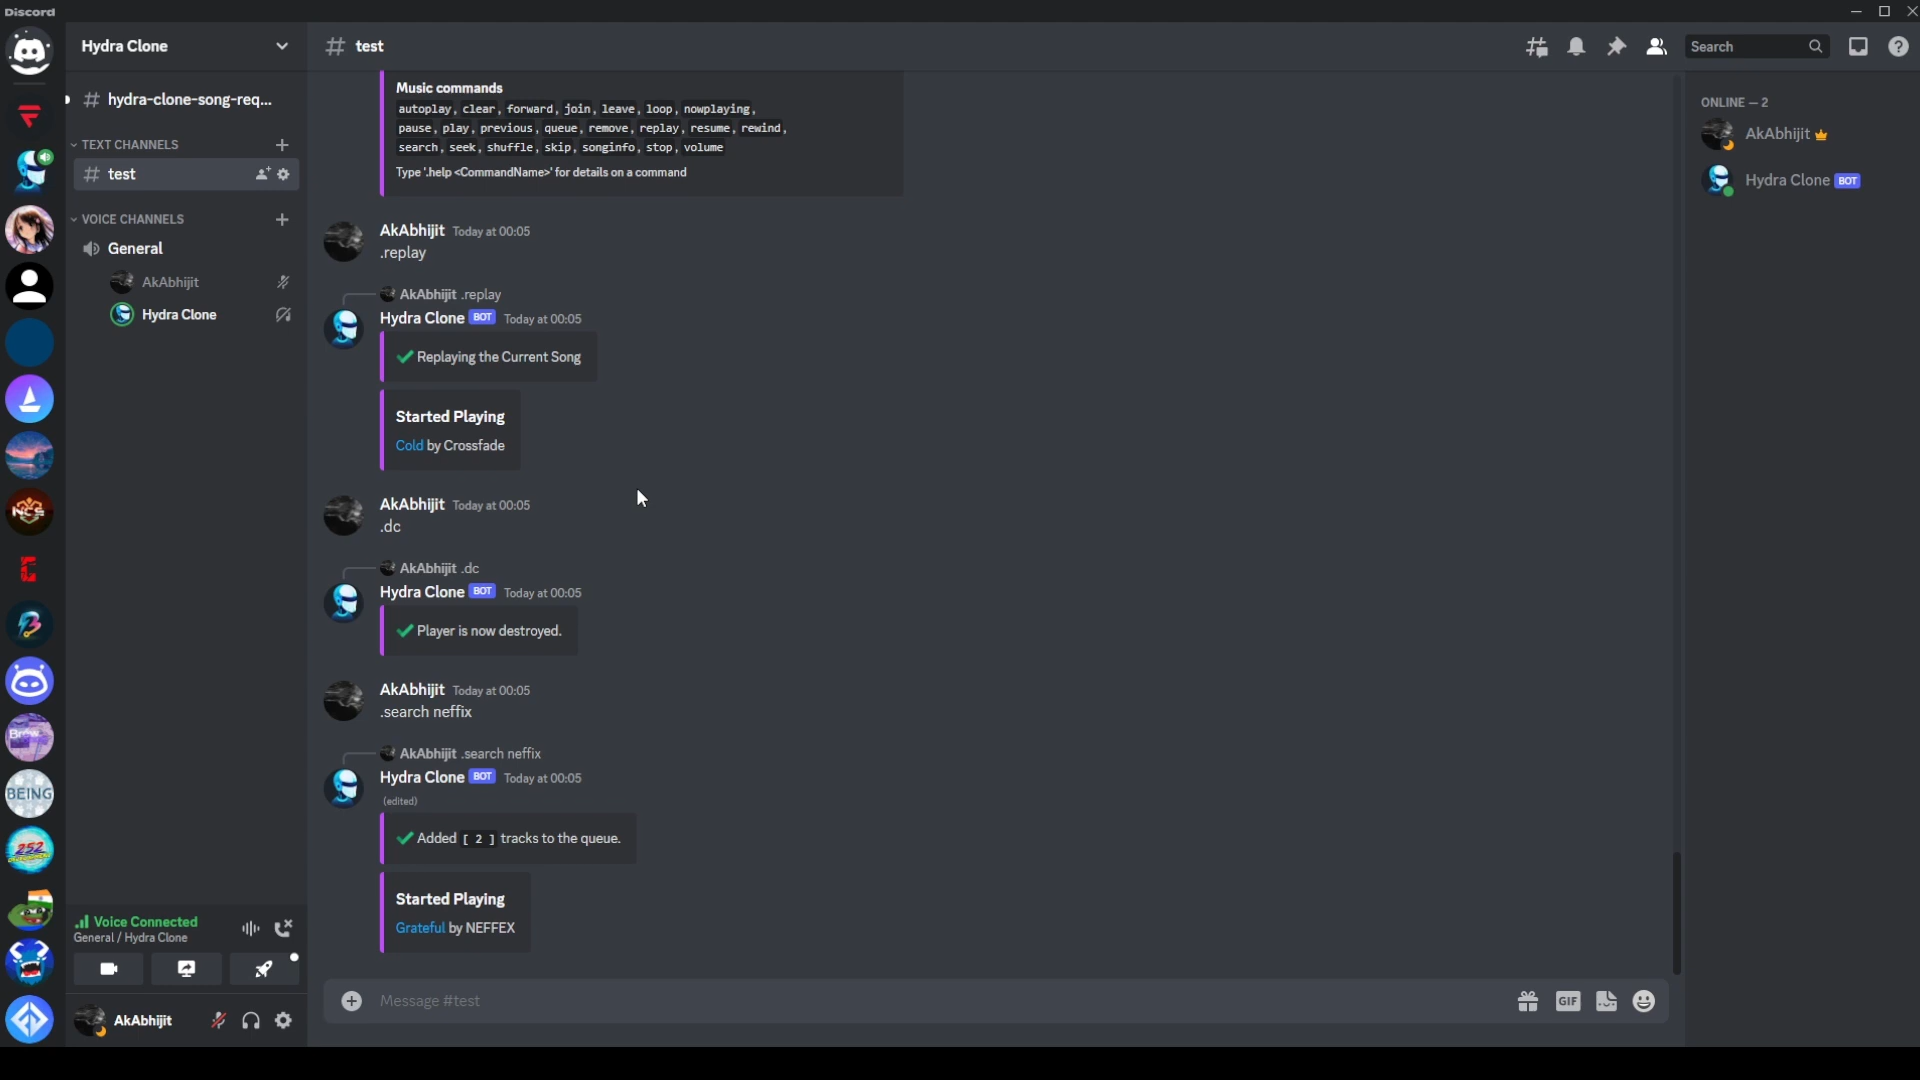 Discord
Hydra Clone
# test
Search
# hydra-clone-song-req...
TEXT CHANNELS
# test
VOICE CHANNELS
General
AkAbhijit
Hydra Clone
NCS
Brew
BEING
252
Voice Connected
General / Hydra Clone
AkAbhijit
Music commands
autoplay, clear, forward, join, leave, loop, nowplaying,
pause, play, previous, queue, remove, replay, resume, rewind,
search, seek, shuffle, skip, songinfo, stop, volume
Type '.help <CommandName>' for details on a command
AkAbhijit Today at 00:05
.replay
AkAbhijit .replay
Hydra Clone BOT Today at 00:05
Replaying the Current Song
Started Playing
Cold by Crossfade
AkAbhijit Today at 00:05
.dc
AkAbhijit .dc
Hydra Clone BOT Today at 00:05
Player is now destroyed.
AkAbhijit Today at 00:05
.search neffix
AkAbhijit .search neffix
Hydra Clone BOT Today at 00:05
(edited)
Added [ 2 ] tracks to the queue.
Started Playing
Grateful by NEFFEX
Message #test
GIF
ONLINE — 2
AkAbhijit
Hydra Clone BOT